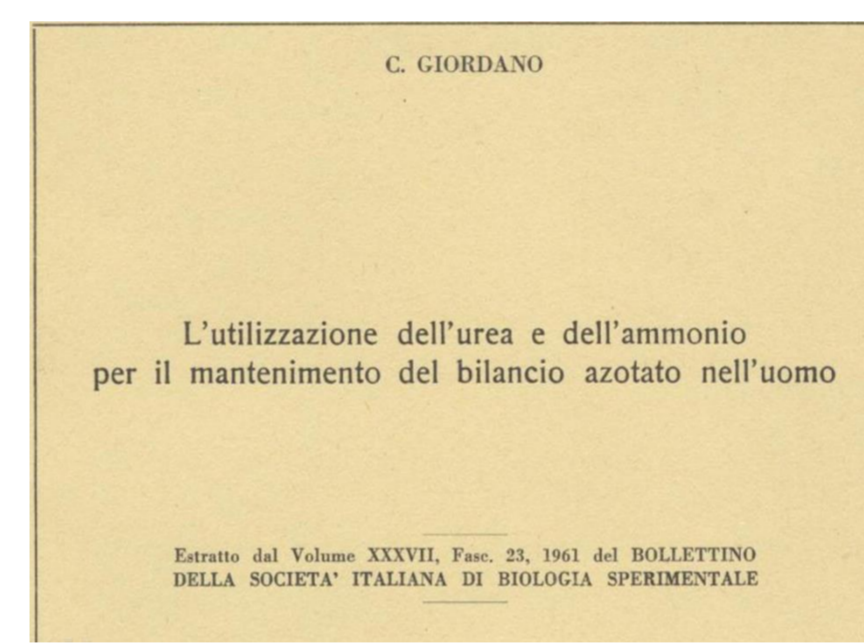 C. GIORDANO
L'utilizzazione dell'urea e dell'ammonio
per il mantenimento del bilancio azotato nell'uomo
Estratto dal Volume XXXVII, Fasc. 23, 1961 del BOLLETTINO
DELLA SOCIETA' ITALIANA DI BIOLOGIA SPERIMENTALE